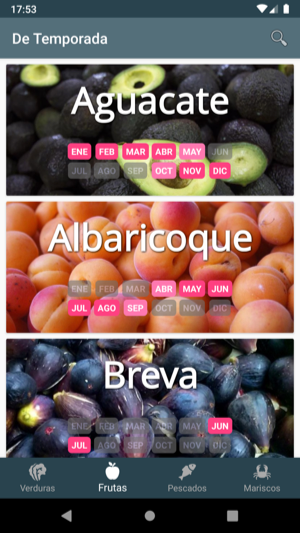 17:53
De Temporada
Aguacate
ENE FEB MAR ABR MAY JUN
JUL AGO SEP OCT NOV DIC
Albaricoque
ENE FEB MAR ABR MAY JUN
JUL AGO SEP OCT NOV DIC
Breva
ENE FEB MAR ABR MAY JUN
JUL AGO SEP OCT NOV DIC
Verduras Frutas Pescados Mariscos